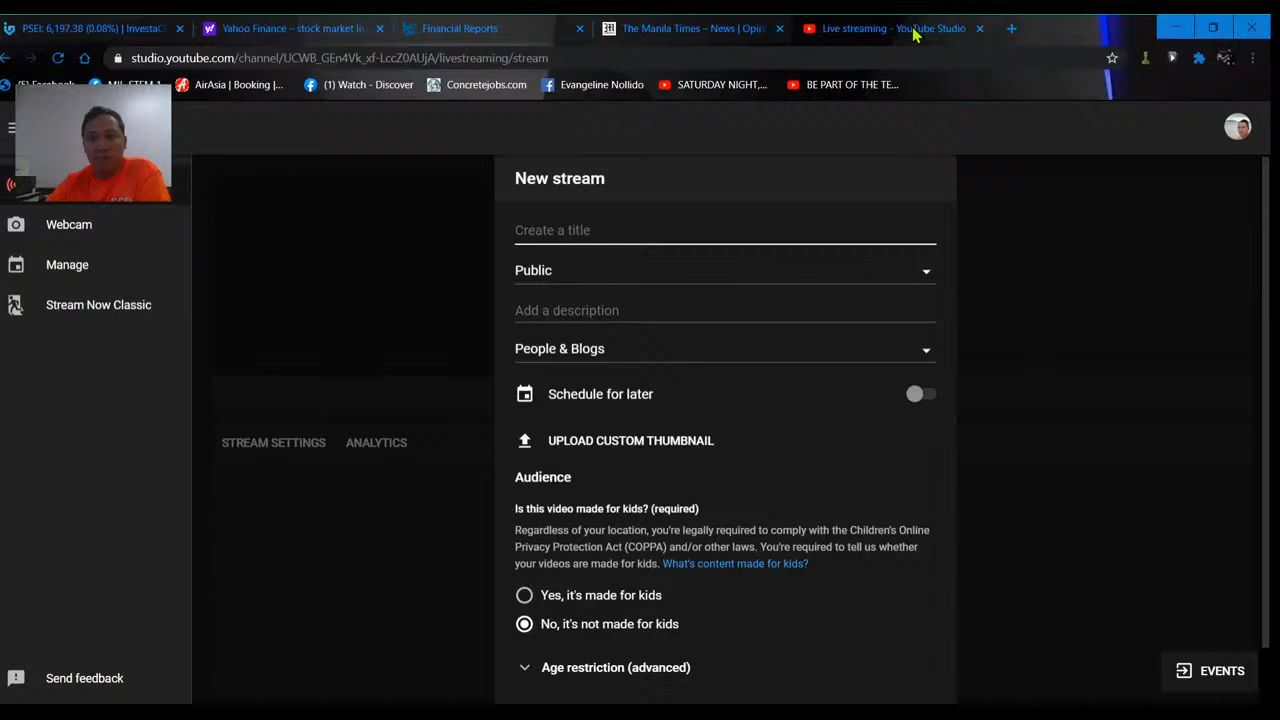 PSEI: 6,197.38 (0.08%) | InvestaG
Yahoo Finance – stock market li
Financial Reports
The Manila Times – News | Opin
Live streaming - YouTube Studio
studio.youtube.com/channel/UCWB_GEn4Vk_xf-LccZ0AUjA/livestreaming/stream
(5) Facebook
MIL-STEM 1
AirAsia | Booking |...
(1) Watch - Discover
Concretejobs.com
Evangeline Nollido
SATURDAY NIGHT,...
BE PART OF THE TE...
Webcam
Manage
Stream Now Classic
STREAM SETTINGS
ANALYTICS
New stream
Create a title
Public
Add a description
People & Blogs
Schedule for later
UPLOAD CUSTOM THUMBNAIL
Audience
Is this video made for kids? (required)
Regardless of your location, you're legally required to comply with the Children's Online
Privacy Protection Act (COPPA) and/or other laws. You're required to tell us whether
your videos are made for kids. What's content made for kids?
Yes, it's made for kids
No, it's not made for kids
Age restriction (advanced)
Send feedback
EVENTS